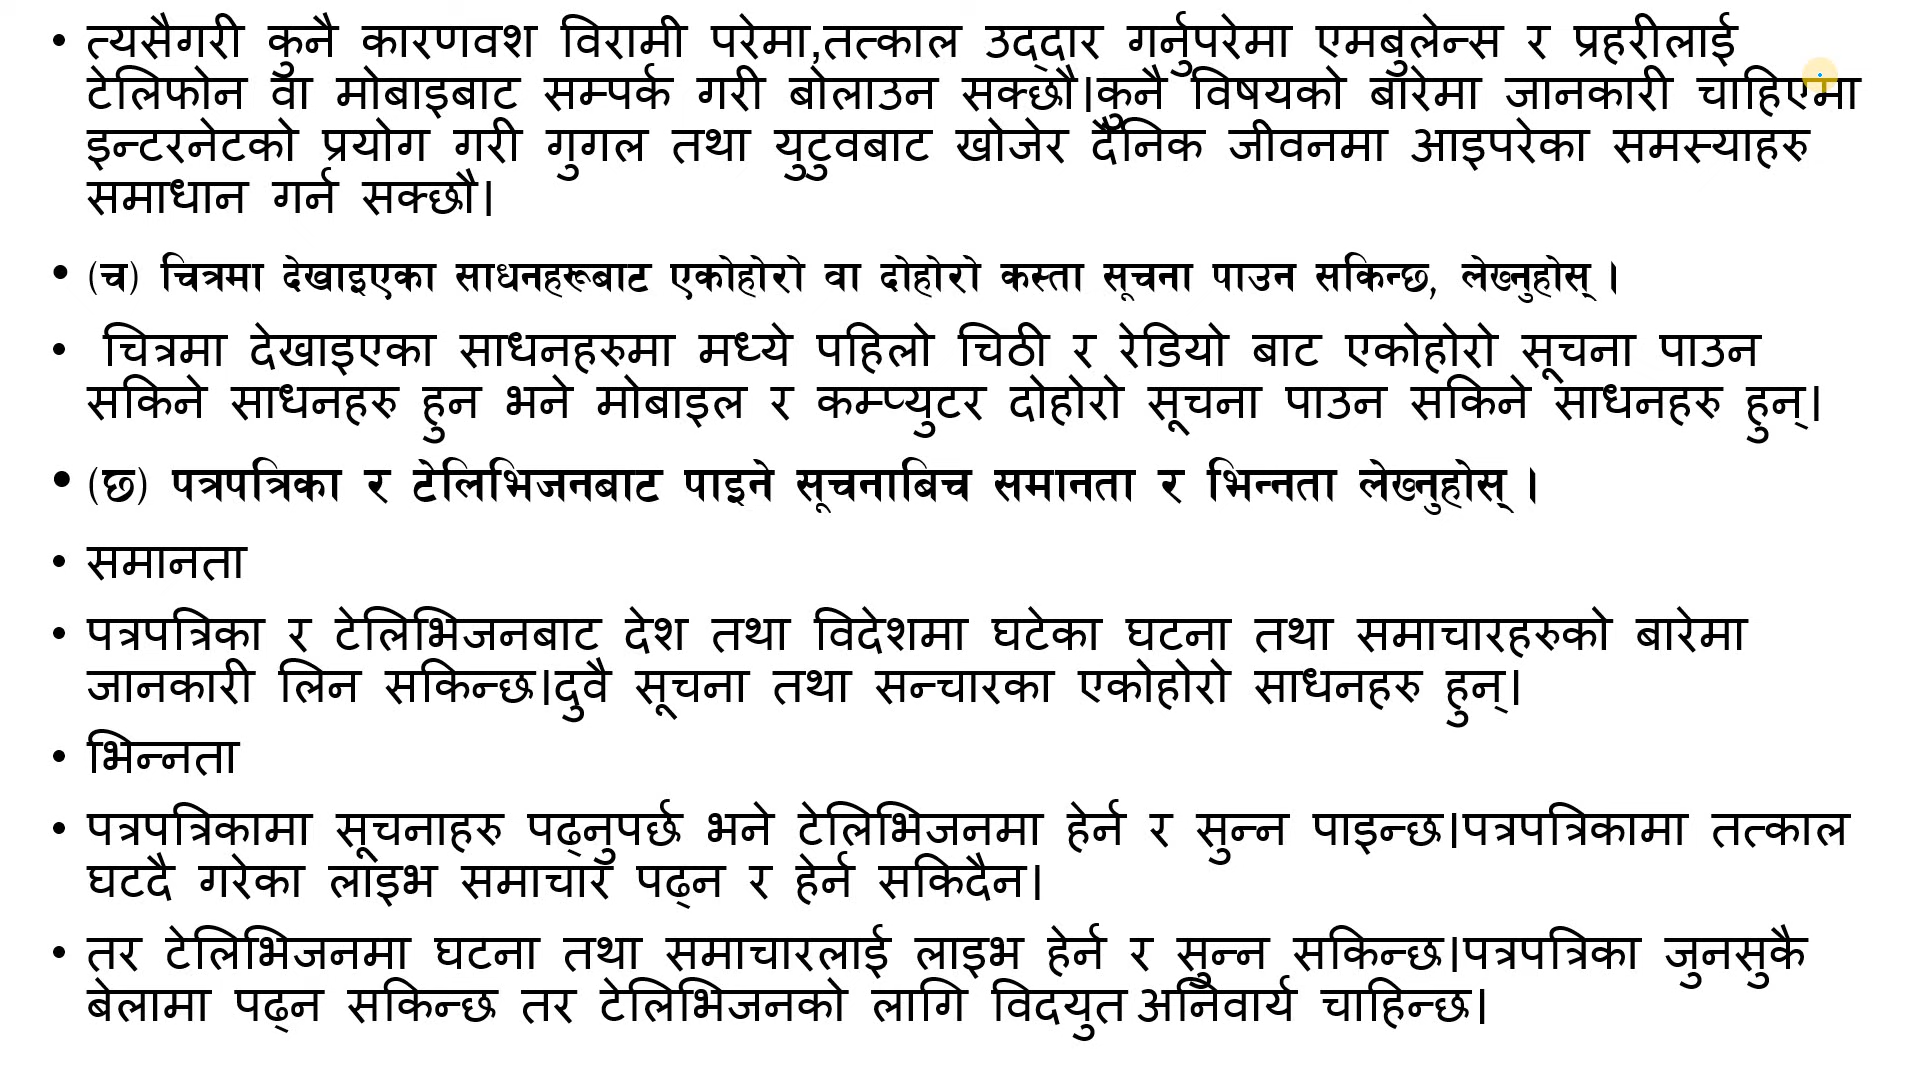 • त्यसैगरी कुनै कारणवश विरामी परेमा,तत्काल उद्दार गर्नुपरेमा एमबुलेन्स र प्रहरीलाई
टेलिफोन वा मोबाइबाट सम्पर्क गरी बोलाउन सक्छौ।कुनै विषयको बारेमा जानकारी चाहिएमा
इन्टरनेटको प्रयोग गरी गुगल तथा युटुवबाट खोजेर दैनिक जीवनमा आइपरेका समस्याहरु
समाधान गर्न सक्छौ।
• (च) चित्रमा देखाइएका साधनहरूबाट एकोहोरो वा दोहोरो कस्ता सूचना पाउन सकिन्छ, लेख्नुहोस् ।
• चित्रमा देखाइएका साधनहरुमा मध्ये पहिलो चिठी र रेडियो बाट एकोहोरो सूचना पाउन
सकिने साधनहरु हुन भने मोबाइल र कम्प्युटर दोहोरो सूचना पाउन सकिने साधनहरु हुन्।
• (छ) पत्रपत्रिका र टेलिभिजनबाट पाइने सूचनाबिच समानता र भिन्नता लेख्नुहोस् ।
• समानता
• पत्रपत्रिका र टेलिभिजनबाट देश तथा विदेशमा घटेका घटना तथा समाचारहरुको बारेमा
जानकारी लिन सकिन्छ।दुवै सूचना तथा सन्चारका एकोहोरो साधनहरु हुन्।
• भिन्नता
• पत्रपत्रिकामा सूचनाहरु पढ्नुपर्छ भने टेलिभिजनमा हेर्न र सुन्न पाइन्छ।पत्रपत्रिकामा तत्काल
घटदै गरेका लाइभ समाचार पढ्न र हेर्न सकिदैन।
• तर टेलिभिजनमा घटना तथा समाचारलाई लाइभ हेर्न र सुन्न सकिन्छ।पत्रपत्रिका जुनसुकै
बेलामा पढ्न सकिन्छ तर टेलिभिजनको लागि विदयुत अनिवार्य चाहिन्छ।